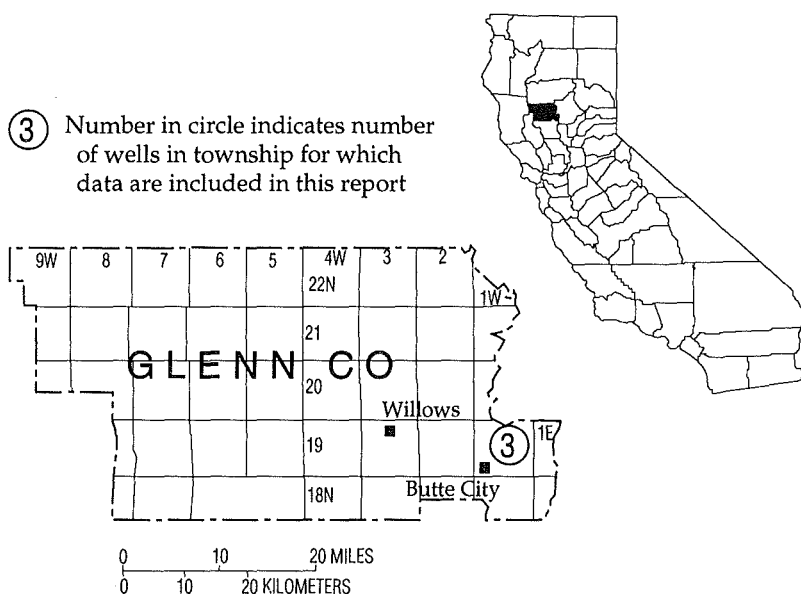 3 Number in circle indicates number
of wells in township for which
data are included in this report
9W 8 7 6 5 4W 3 2
22N
1W
21
GLENN CO
20
Willows
19
3
1E
Butte City
18N
0 10 20 MILES
0 10 20 KILOMETERS